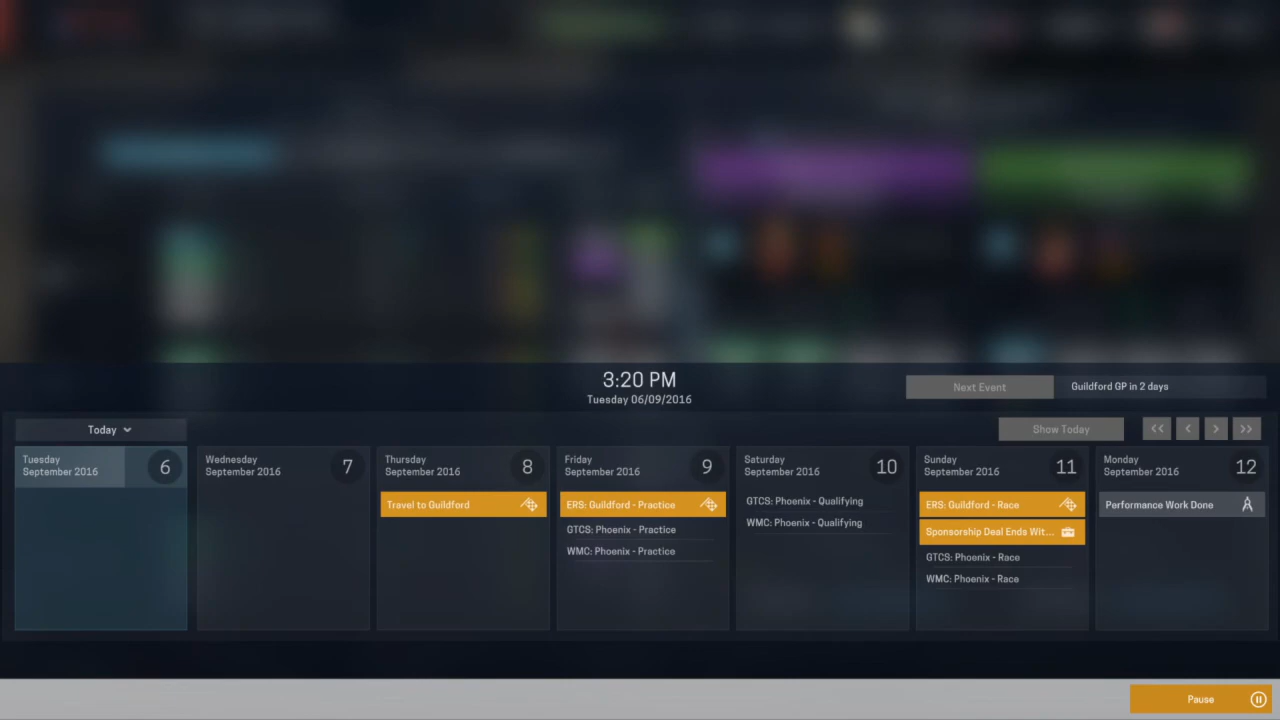 3:20 PM
Tuesday 06/09/2016
Next Event
Guildford GP in 2 days
Today
Show Today
Tuesday
September 2016
6
Wednesday
September 2016
7
Thursday
September 2016
8
Travel to Guildford
Friday
September 2016
9
ERS: Guildford - Practice
GTCS: Phoenix - Practice
WMC: Phoenix - Practice
Saturday
September 2016
10
GTCS: Phoenix - Qualifying
WMC: Phoenix - Qualifying
Sunday
September 2016
11
ERS: Guildford - Race
Sponsorship Deal Ends Wit...
GTCS: Phoenix - Race
WMC: Phoenix - Race
Monday
September 2016
12
Performance Work Done
Pause